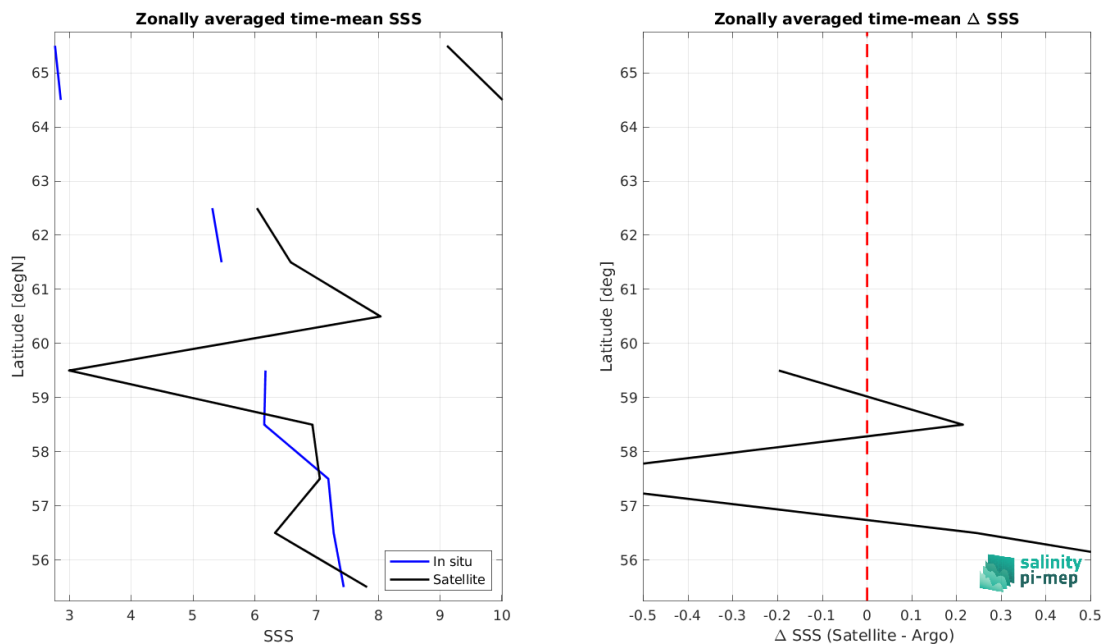 Zonally averaged time-mean SSS
Latitude [degN]
65
64
63
62
61
60
59
58
57
56
3 4 5 6 7 8 9 10
SSS
In situ
Satellite
Zonally averaged time-mean Δ SSS
Latitude [deg]
65
64
63
62
61
60
59
58
57
56
-0.5 -0.4 -0.3 -0.2 -0.1 0 0.1 0.2 0.3 0.4 0.5
Δ SSS (Satellite - Argo)
salinity
pi-mep